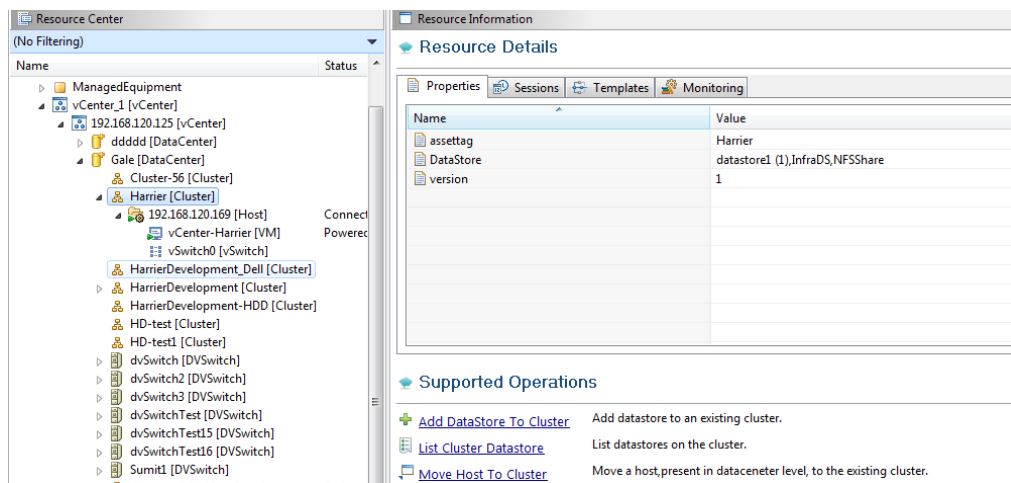 Resource Center
(No Filtering)
Name Status
ManagedEquipment
vCenter_1 [vCenter]
192.168.120.125 [vCenter]
ddddd [DataCenter]
Gale [DataCenter]
Cluster-56 [Cluster]
Harrier [Cluster]
192.168.120.169 [Host] Connect
vCenter-Harrier [VM] Powered
vSwitch0 [vSwitch]
HarrierDevelopment_Dell [Cluster]
HarrierDevelopment [Cluster]
HarrierDevelopment-HDD [Cluster]
HD-test [Cluster]
HD-test1 [Cluster]
dvSwitch [DVSwitch]
dvSwitch2 [DVSwitch]
dvSwitch3 [DVSwitch]
dvSwitchTest [DVSwitch]
dvSwitchTest15 [DVSwitch]
dvSwitchTest16 [DVSwitch]
Sumit1 [DVSwitch]
Resource Information
Resource Details
Properties Sessions Templates Monitoring
Name Value
assettag Harrier
DataStore datastore1 (1),InfraDS,NFSShare
version 1
Supported Operations
Add DataStore To Cluster Add datastore to an existing cluster.
List Cluster Datastore List datastores on the cluster.
Move Host To Cluster Move a host,present in dataceneter level, to the existing cluster.